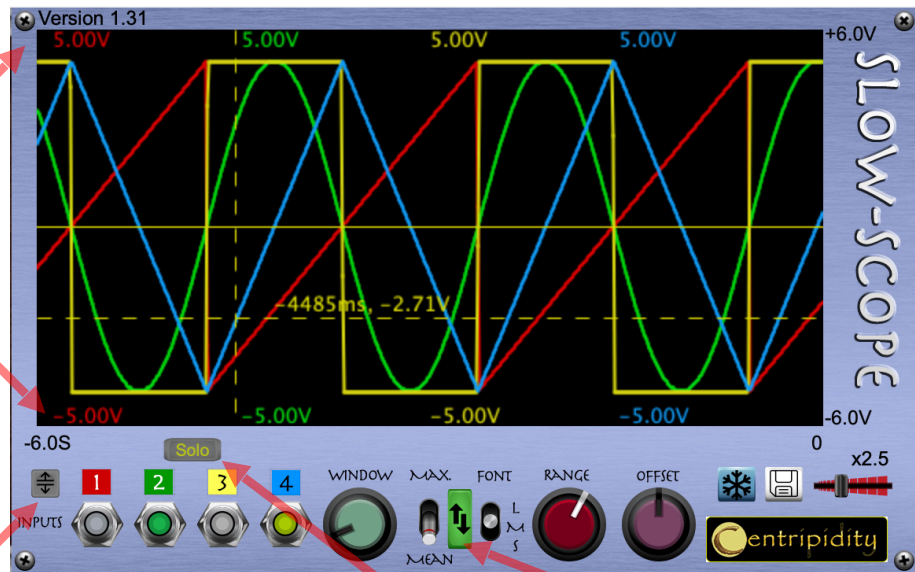 Version 1.31
5.00V 5.00V 5.00V 5.00V
+6.0V
SLOW-SCOPE
-4485ms, -2.71V
-5.00V -5.00V -5.00V -5.00V
-6.0V
-6.0S 0
Solo
x2.5
1 2 3 4
WINDOW MAX. FONT RANGE OFFSET
INPUTS
L
M
S
MEAN
Centripidity